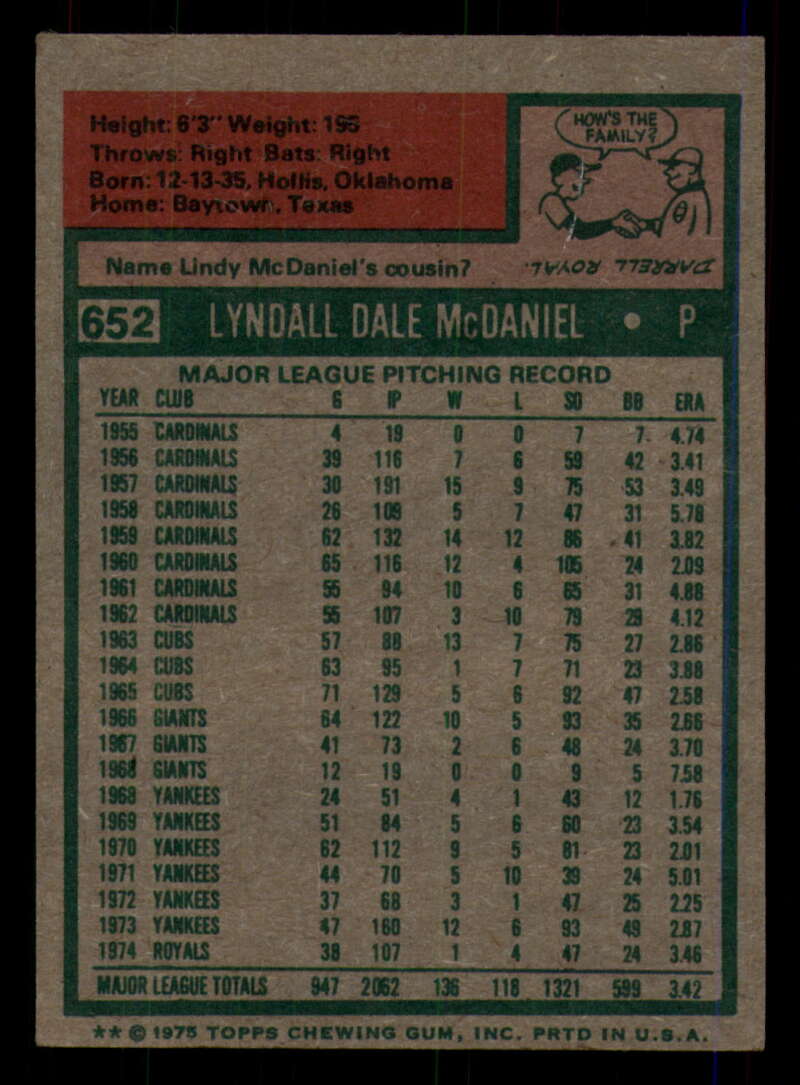 Height: 6'3" Weight: 195
Throws: Right Bats: Right
Born: 12-13-35, Hollis, Oklahoma
Home: Baytown, Texas
HOW'S THE
FAMILY?
Name Lindy McDaniel's cousin?
DARRELL ROYAL.
652 LYNDALL DALE McDANIEL • P
MAJOR LEAGUE PITCHING RECORD
YEAR CLUB G IP W L SO BB ERA
1955 CARDINALS 4 19 0 0 7 7 4.74
1956 CARDINALS 39 116 7 6 59 42 3.41
1957 CARDINALS 30 191 15 9 75 53 3.49
1958 CARDINALS 26 109 5 7 47 31 5.78
1959 CARDINALS 62 132 14 12 86 41 3.82
1960 CARDINALS 65 116 12 4 105 24 2.09
1961 CARDINALS 55 94 10 6 65 31 4.88
1962 CARDINALS 55 107 3 10 79 29 4.12
1963 CUBS 57 88 13 7 75 27 2.86
1964 CUBS 63 95 1 7 71 23 3.88
1965 CUBS 71 129 5 6 92 47 2.58
1966 GIANTS 64 122 10 5 93 35 2.66
1967 GIANTS 41 73 2 6 48 24 3.70
1968 GIANTS 12 19 0 0 9 5 7.58
1968 YANKEES 24 51 4 1 43 12 1.76
1969 YANKEES 51 84 5 6 60 23 3.54
1970 YANKEES 62 112 9 5 81 23 2.01
1971 YANKEES 44 70 5 10 39 24 5.01
1972 YANKEES 37 68 3 1 47 25 2.25
1973 YANKEES 47 160 12 6 93 49 2.87
1974 ROYALS 38 107 1 4 47 24 3.46
MAJOR LEAGUE TOTALS 947 2062 136 118 1321 599 3.42
** © 1975 TOPPS CHEWING GUM, INC. PRTD IN U.S.A.